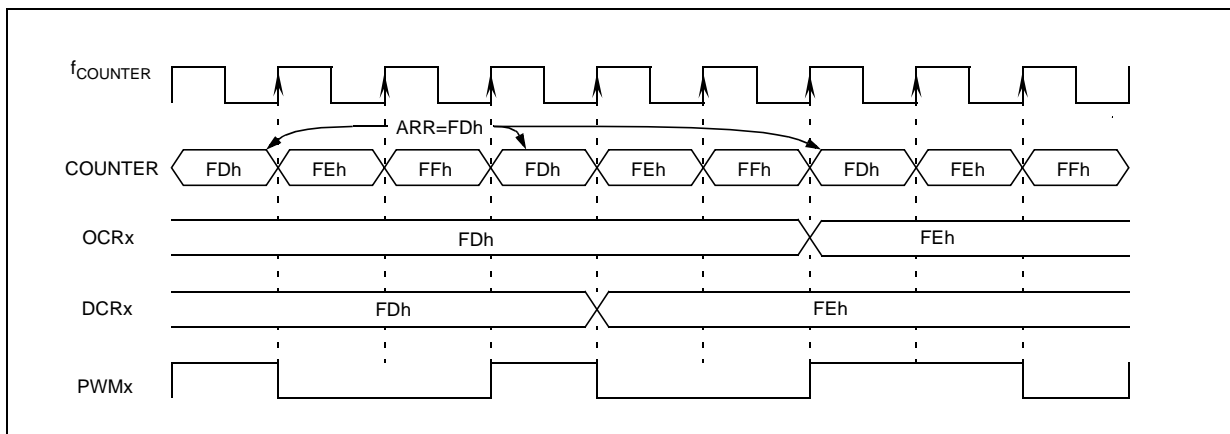 fCOUNTER
ARR=FDh
COUNTER FDh FEh FFh FDh FEh FFh FDh FEh FFh
OCRx FDh FEh
DCRx FDh FEh
PWMx